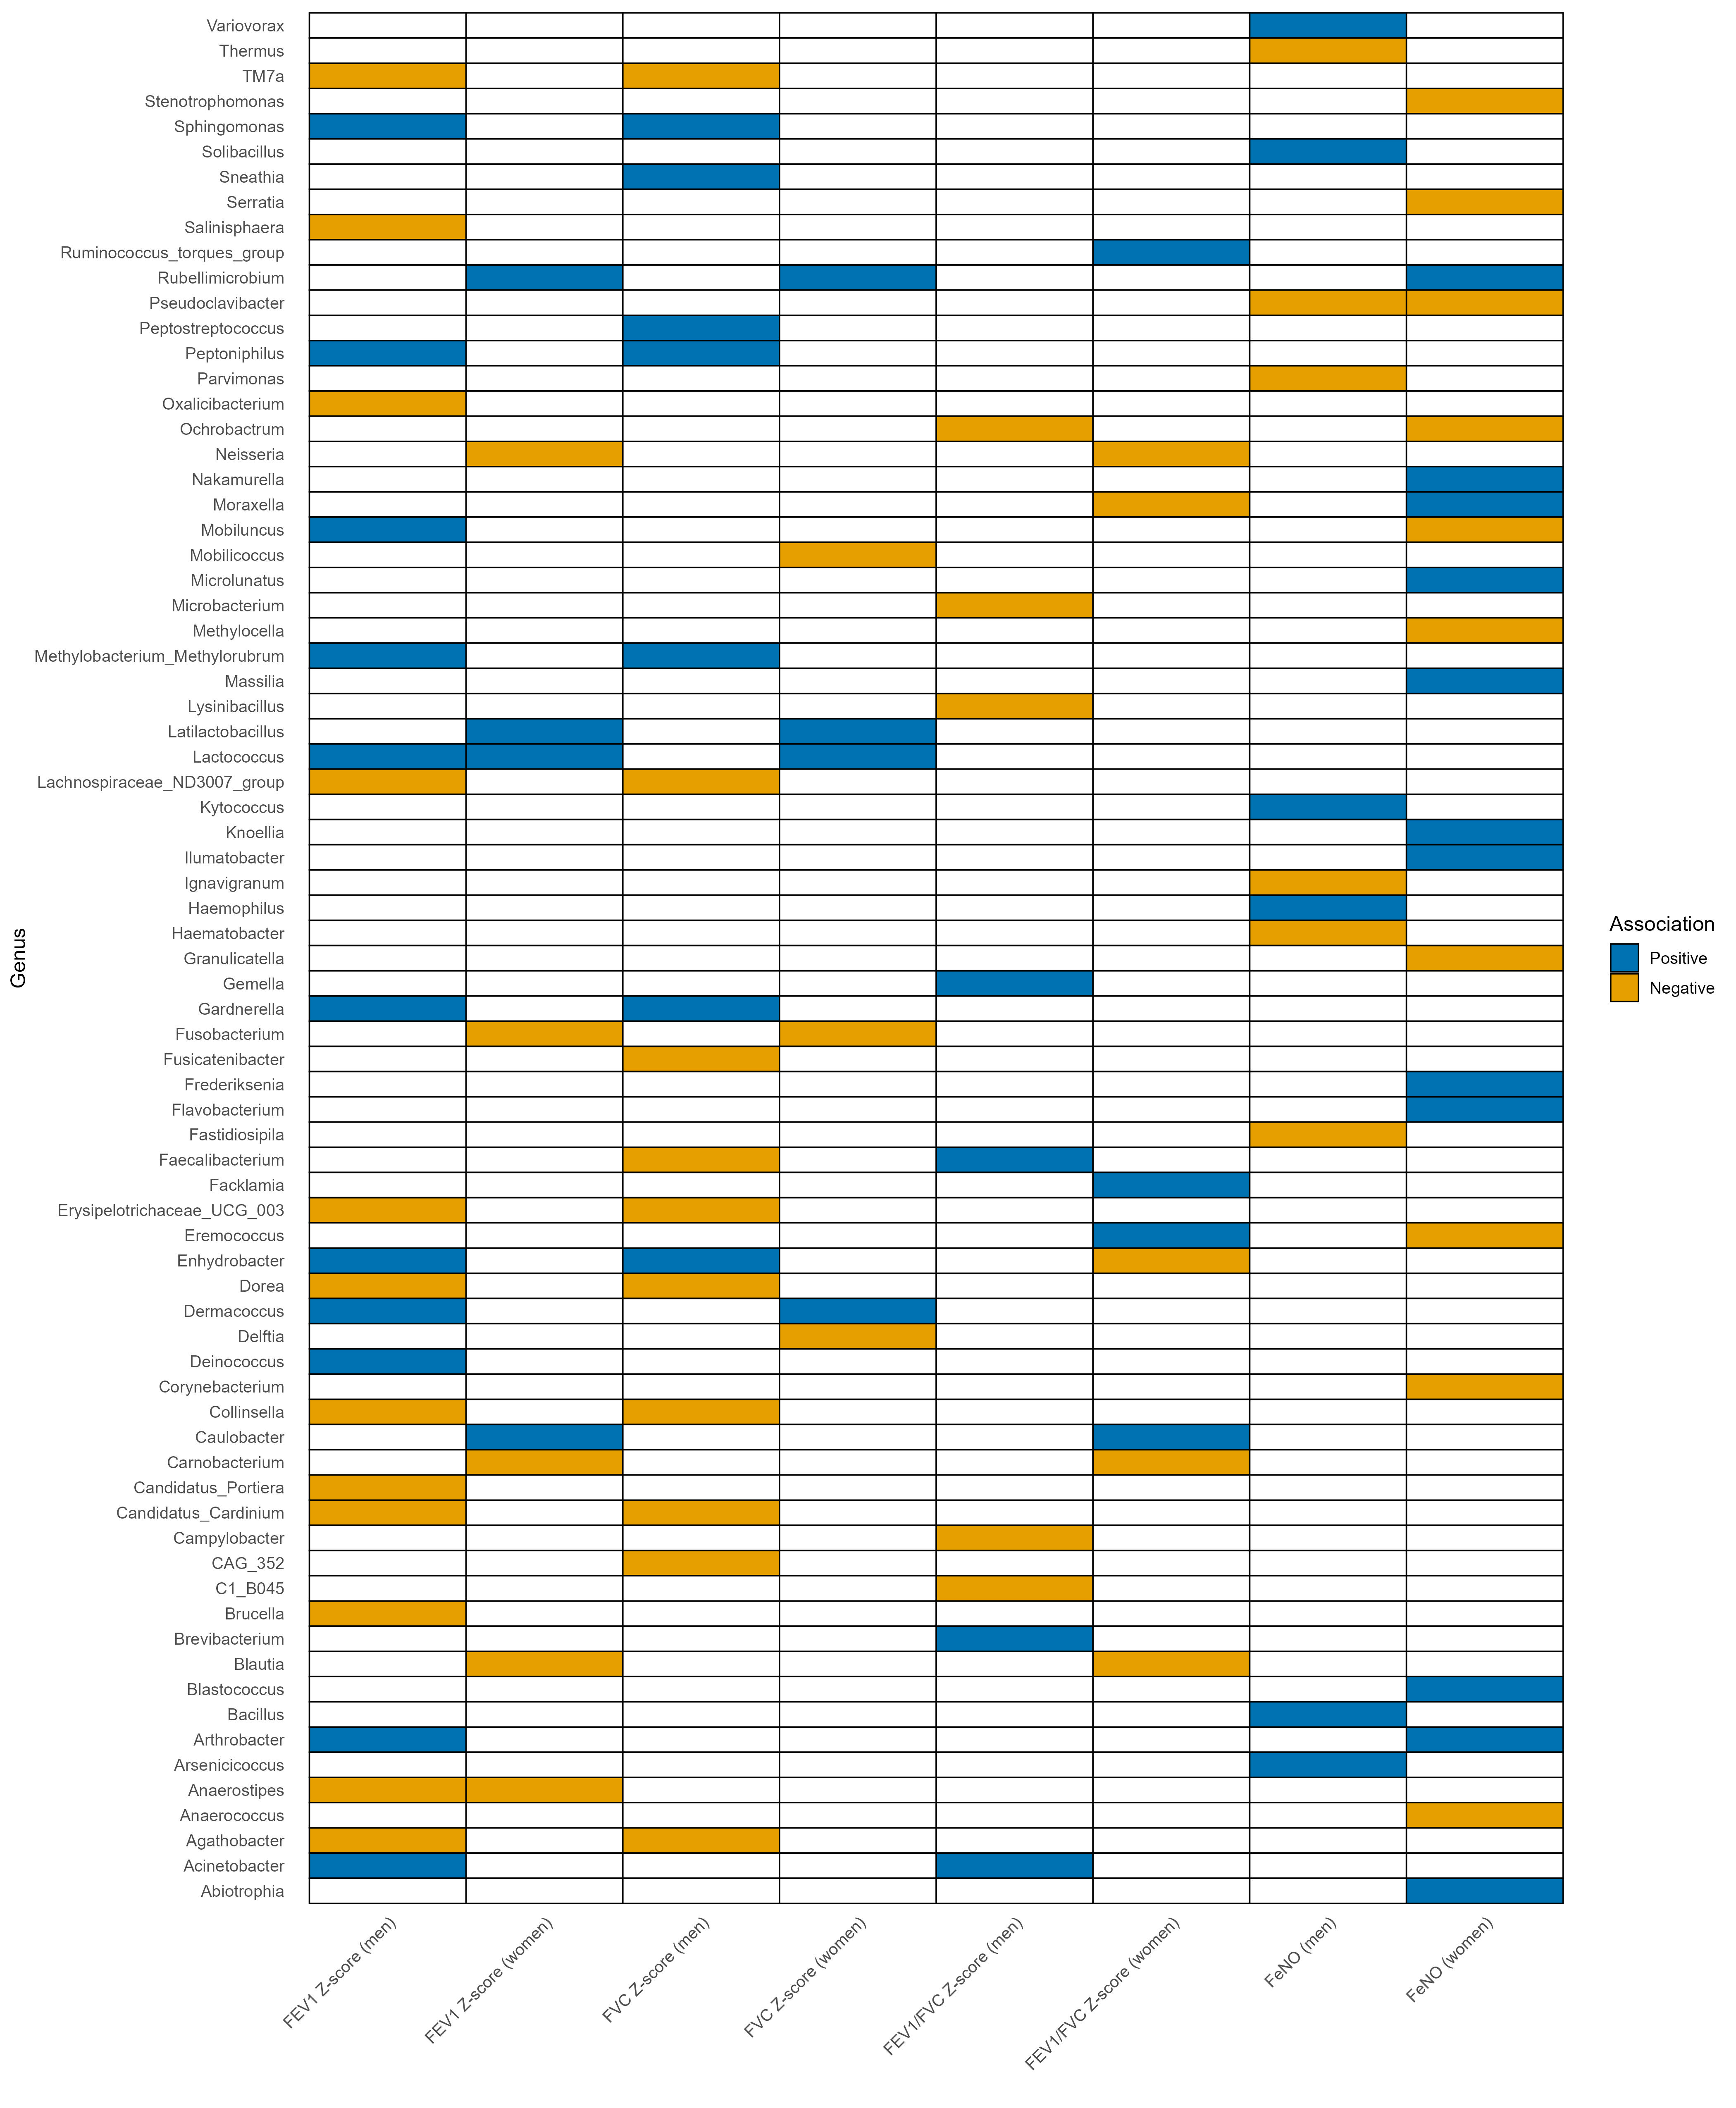 Variovorax
Thermus
TM7a
Stenotrophomonas
Sphingomonas
Solibacillus
Sneathia
Serratia
Salinisphaera
Ruminococcus_torques_group
Rubellimicrobium
Pseudoclavibacter
Peptostreptococcus
Peptoniphilus
Parvimonas
Oxalicibacterium
Ochrobactrum
Neisseria
Nakamurella
Moraxella
Mobiluncus
Mobilicoccus
Microlunatus
Microbacterium
Methylocella
Methylobacterium_Methylorubrum
Massilia
Lysinibacillus
Latilactobacillus
Lactococcus
Lachnospiraceae_ND3007_group
Kytococcus
Knoellia
Ilumatobacter
Ignavigranum
Haemophilus
Haematobacter
Granulicatella
Gemella
Gardnerella
Fusobacterium
Fusicatenibacter
Frederiksenia
Flavobacterium
Fastidiosipila
Faecalibacterium
Facklamia
Erysipelotrichaceae_UCG_003
Eremococcus
Enhydrobacter
Dorea
Dermacoccus
Delftia
Deinococcus
Corynebacterium
Collinsella
Caulobacter
Carnobacterium
Candidatus_Portiera
Candidatus_Cardinium
Campylobacter
CAG_352
C1_B045
Brucella
Brevibacterium
Blautia
Blastococcus
Bacillus
Arthrobacter
Arsenicicoccus
Anaerostipes
Anaerococcus
Agathobacter
Acinetobacter
Abiotrophia
Genus
FEV1 Z-score (men)
FEV1 Z-score (women)
FVC Z-score (men)
FVC Z-score (women)
FEV1/FVC Z-score (men)
FEV1/FVC Z-score (women)
FeNO (men)
FeNO (women)
Association
Positive
Negative